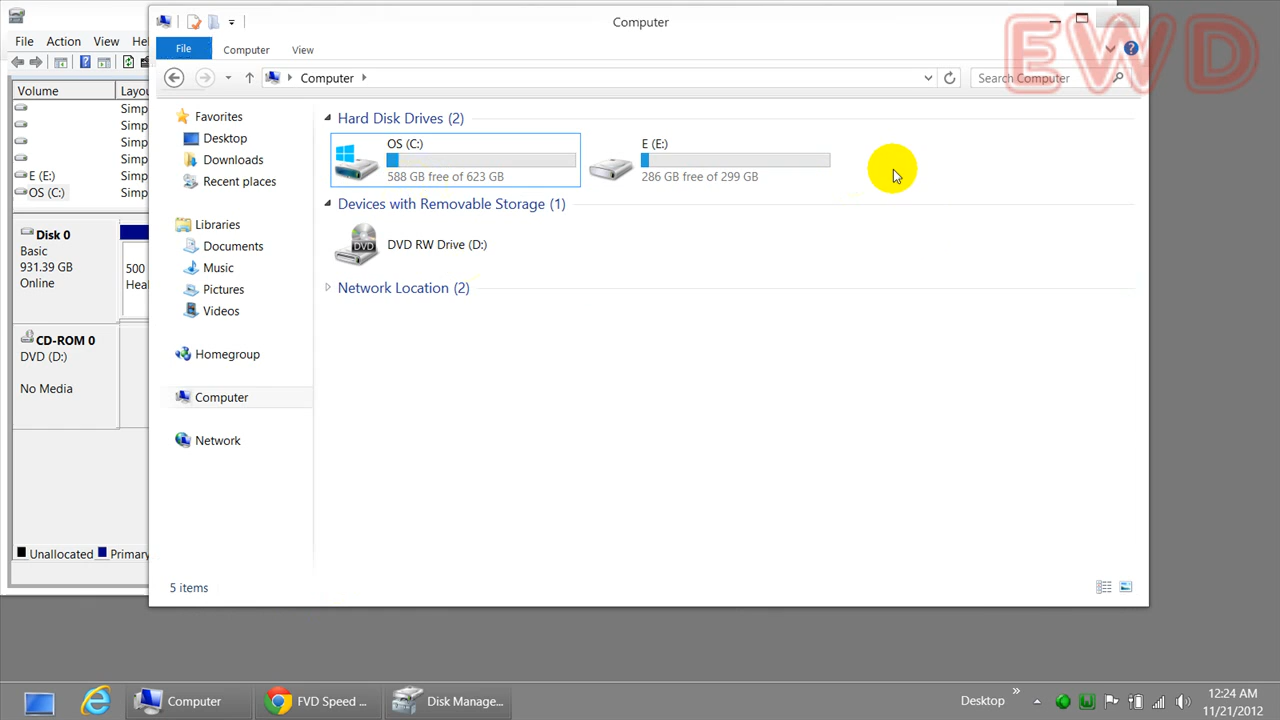 Computer
EWD
File Action View He
File Computer View
Computer
Search Computer
Volume Layou
Simp
Simp
Simp
Simp
E (E:) Simp
OS (C:) Simp
Disk 0
Basic
931.39 GB
Online
500
Hea
CD-ROM 0
DVD (D:)
No Media
Unallocated Primary
Favorites
Desktop
Downloads
Recent places
Libraries
Documents
Music
Pictures
Videos
Homegroup
Computer
Network
Hard Disk Drives (2)
OS (C:)
588 GB free of 623 GB
E (E:)
286 GB free of 299 GB
Devices with Removable Storage (1)
DVD
DVD RW Drive (D:)
Network Location (2)
5 items
Computer
FVD Speed ...
Disk Manage...
Desktop
12:24 AM
11/21/2012